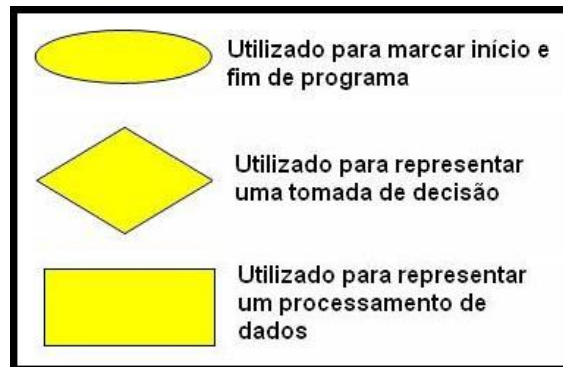 Utilizado para marcar início e
fim de programa
Utilizado para representar
uma tomada de decisão
Utilizado para representar
um processamento de
dados